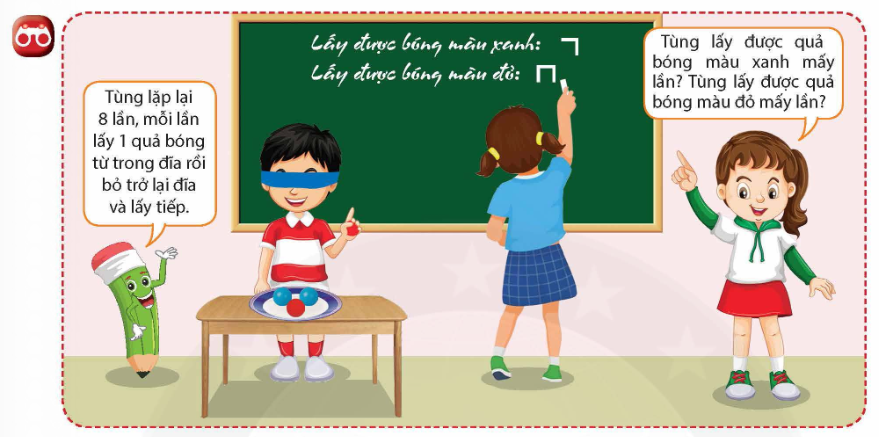 Lấy được bóng màu xanh:
Lấy được bóng màu đỏ:
Tùng lấy được quả
bóng màu xanh mấy
lần? Tùng lấy được quả
bóng màu đỏ mấy lần?
Tùng lặp lại
8 lần, mỗi lần
lấy 1 quả bóng
từ trong đĩa rồi
bỏ trở lại đĩa
và lấy tiếp.